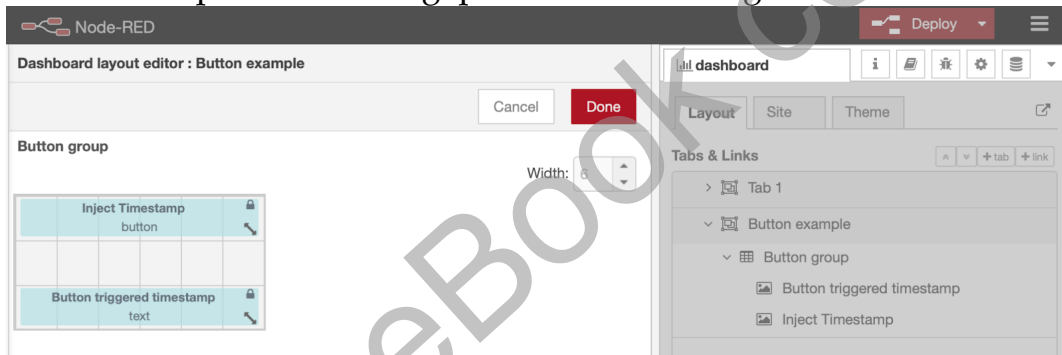 Node-RED
Deploy
Dashboard layout editor : Button example
Cancel
Done
Button group
Width: 6
Inject Timestamp
button
Button triggered timestamp
text
dashboard
i
Layout
Site
Theme
Tabs & Links
+ tab
+ link
Tab 1
Button example
Button group
Button triggered timestamp
Inject Timestamp
eBook